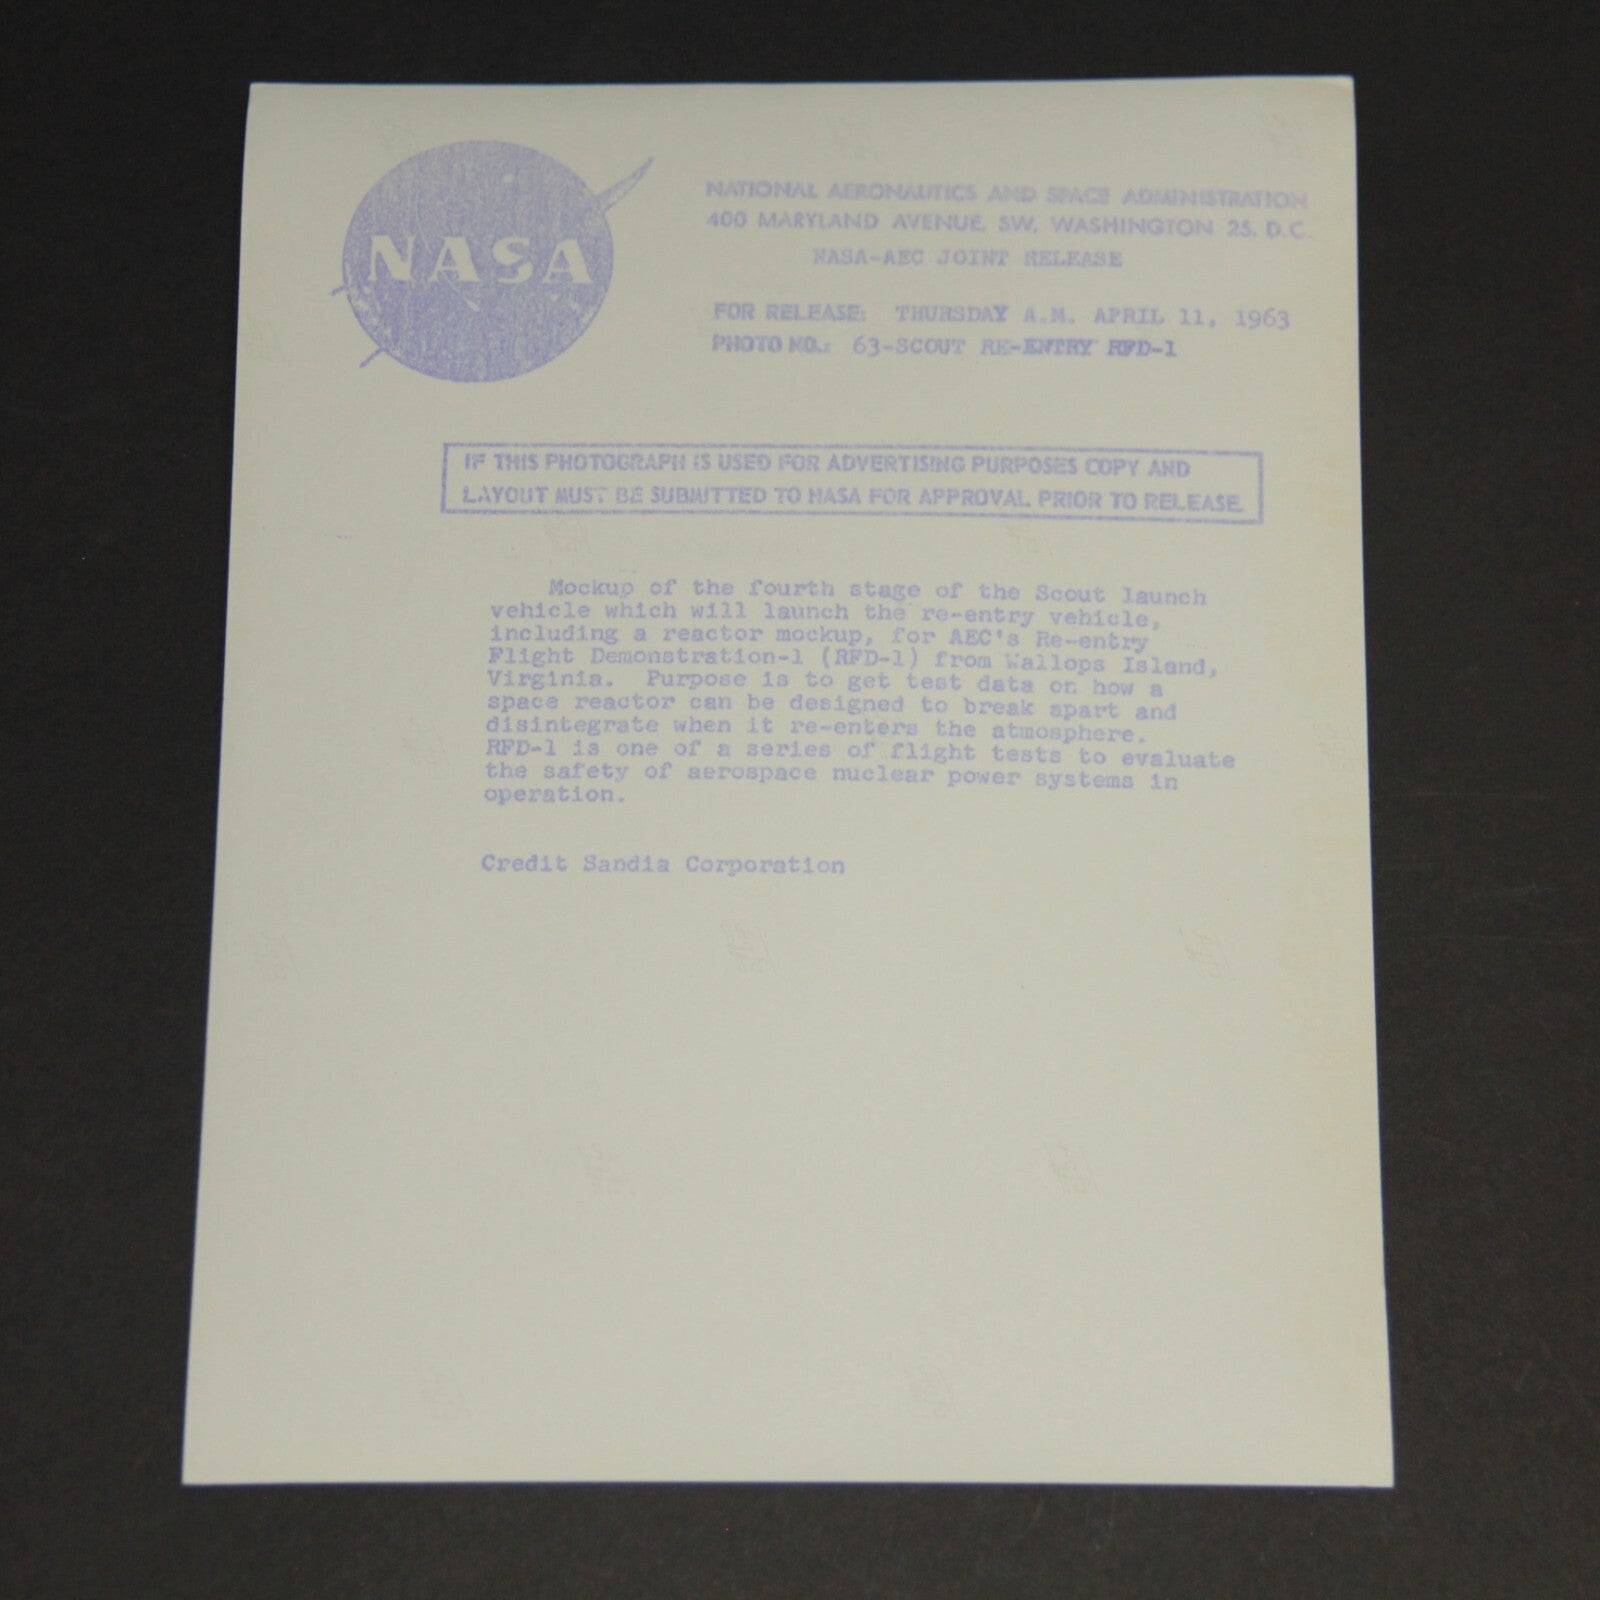 NASA
NATIONAL AERONAUTICS AND SPACE ADMINISTRATION
400 MARYLAND AVENUE, SW, WASHINGTON 25, D.C.
NASA-AEC JOINT RELEASE
FOR RELEASE: THURSDAY A.M. APRIL 11, 1963
PHOTO NO.: 63-SCOUT RE-ENTRY RFD-1
IF THIS PHOTOGRAPH IS USED FOR ADVERTISING PURPOSES COPY AND
LAYOUT MUST BE SUBMITTED TO NASA FOR APPROVAL PRIOR TO RELEASE.
Mockup of the fourth stage of the Scout launch
vehicle which will launch the re-entry vehicle,
including a reactor mockup, for AEC's Re-entry
Flight Demonstration-1 (RFD-1) from Wallops Island,
Virginia. Purpose is to get test data on how a
space reactor can be designed to break apart and
disintegrate when it re-enters the atmosphere.
RFD-1 is one of a series of flight tests to evaluate
the safety of aerospace nuclear power systems in
operation.
Credit Sandia Corporation